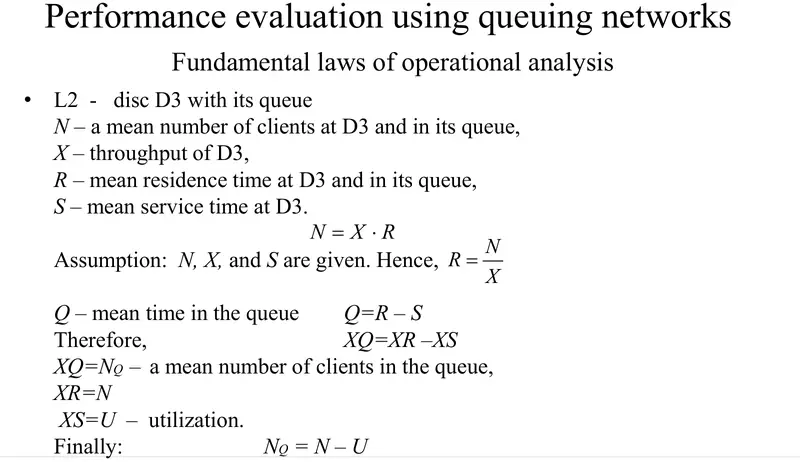 Performance evaluation using queuing networks
Fundamental laws of operational analysis
• L2 - disc D3 with its queue
N – a mean number of clients at D3 and in its queue,
X – throughput of D3,
R – mean residence time at D3 and in its queue,
S – mean service time at D3.
N = X · R
Assumption: N, X, and S are given. Hence, R = N/X
Q – mean time in the queue Q=R – S
Therefore, XQ=XR –XS
XQ=NQ – a mean number of clients in the queue,
XR=N
XS=U – utilization.
Finally: NQ = N – U